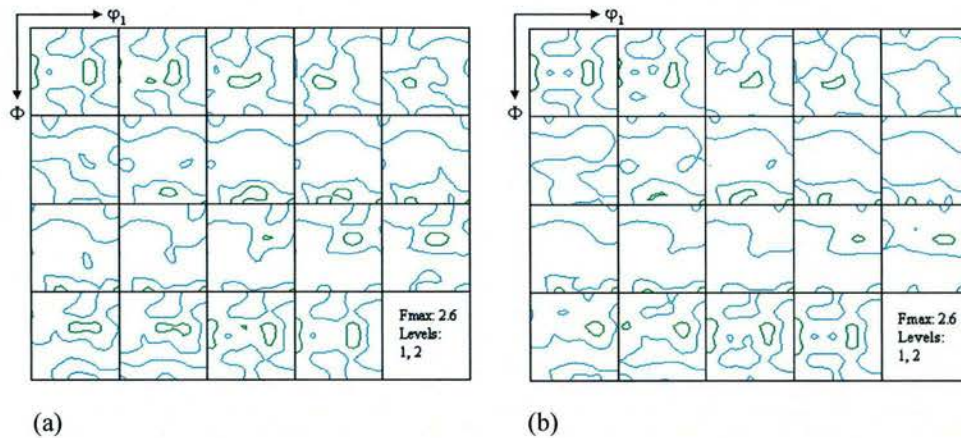 φ₁
Φ
Fmax: 2.6
Levels:
1, 2
(a)
φ₁
Φ
Fmax: 2.6
Levels:
1, 2
(b)